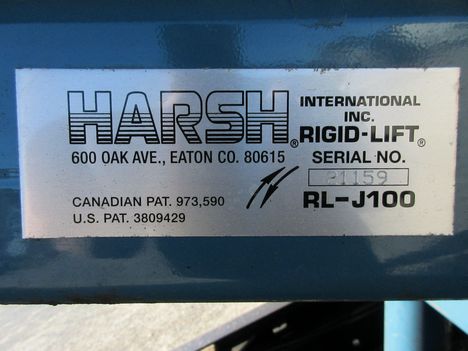 HARSH® INTERNATIONAL
INC.
RIGID-LIFT®
600 OAK AVE., EATON CO. 80615
SERIAL NO.
21159
CANADIAN PAT. 973,590
RL-J100
U.S. PAT. 3809429